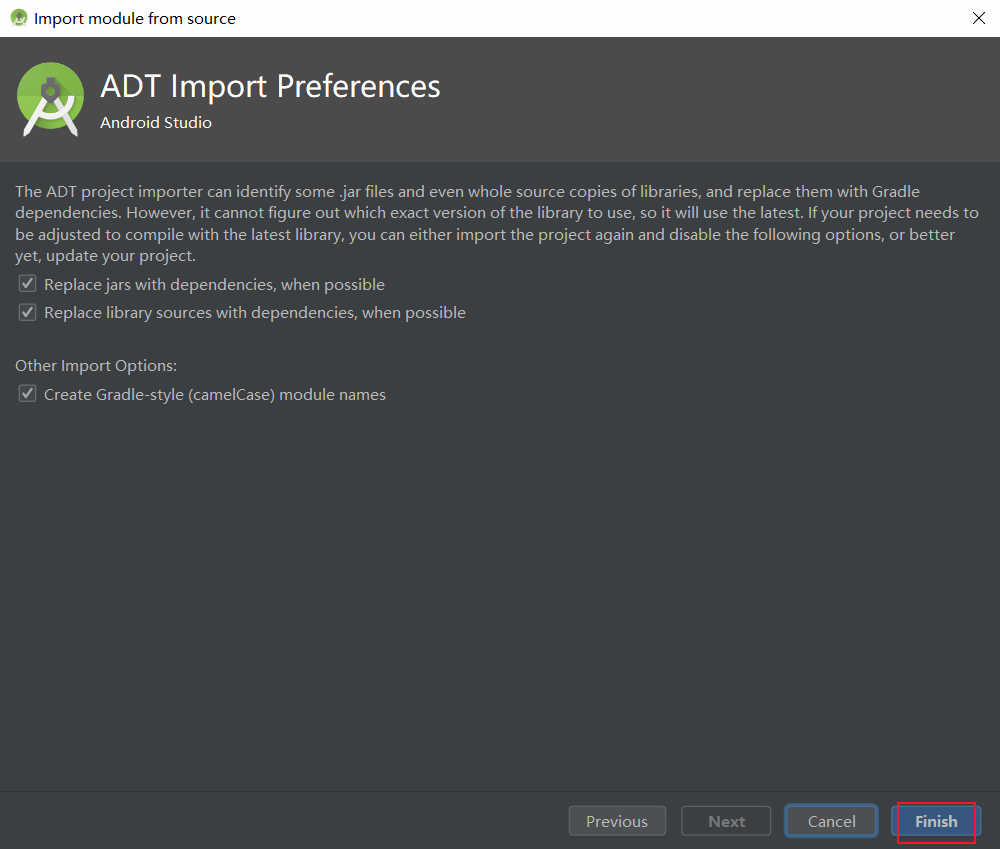 Import module from source
ADT Import Preferences
Android Studio
The ADT project importer can identify some .jar files and even whole source copies of libraries, and replace them with Gradle
dependencies. However, it cannot figure out which exact version of the library to use, so it will use the latest. If your project needs to
be adjusted to compile with the latest library, you can either import the project again and disable the following options, or better
yet, update your project.
Replace jars with dependencies, when possible
Replace library sources with dependencies, when possible
Other Import Options:
Create Gradle-style (camelCase) module names
Previous
Next
Cancel
Finish